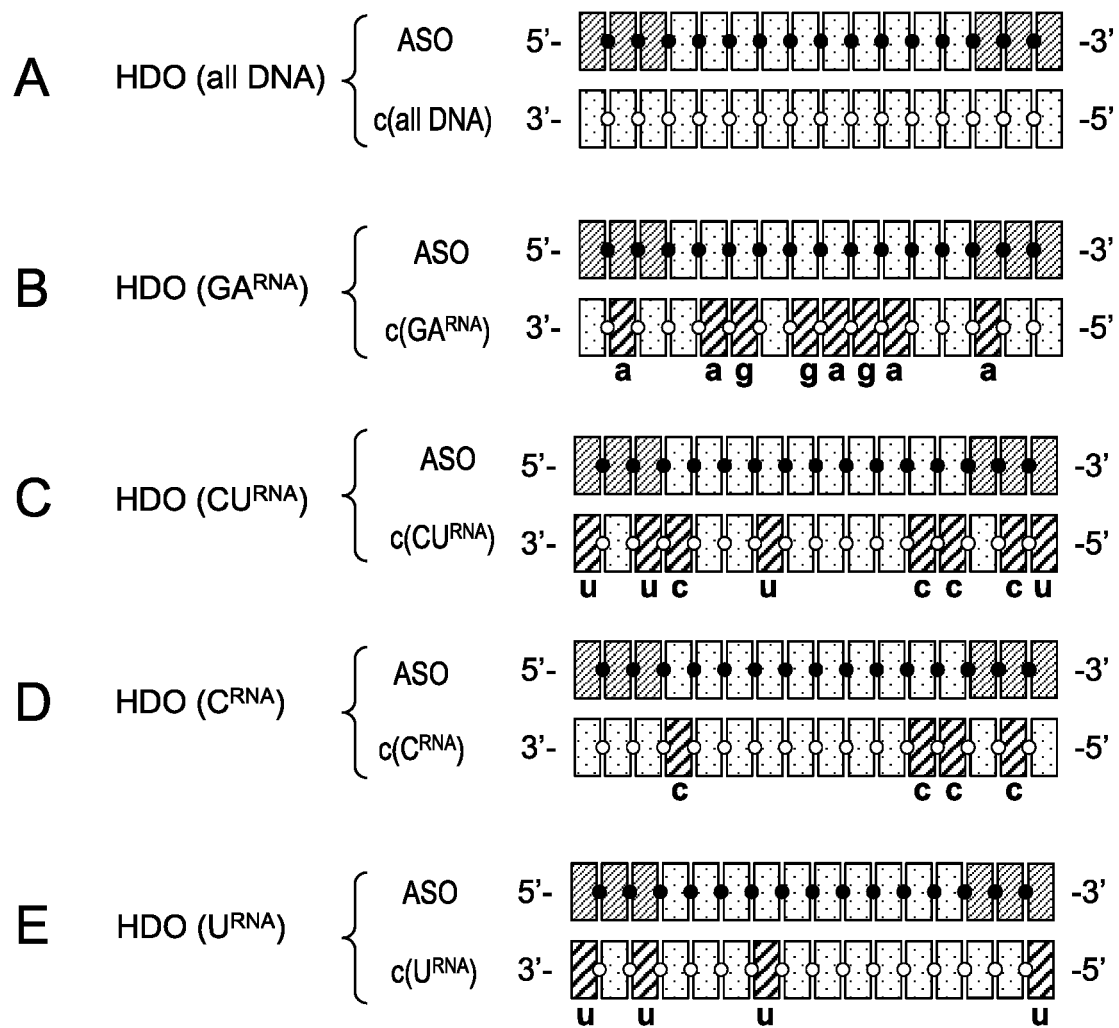 A HDO (all DNA) ASO 5’- -3’
c(all DNA) 3’- -5’
B HDO (GA^RNA) ASO 5’- -3’
c(GA^RNA) 3’- -5’
a a g g a g a a
C HDO (CU^RNA) ASO 5’- -3’
c(CU^RNA) 3’- -5’
u u c u c c c u
D HDO (C^RNA) ASO 5’- -3’
c(C^RNA) 3’- -5’
c c c c
E HDO (U^RNA) ASO 5’- -3’
c(U^RNA) 3’- -5’
u u u u